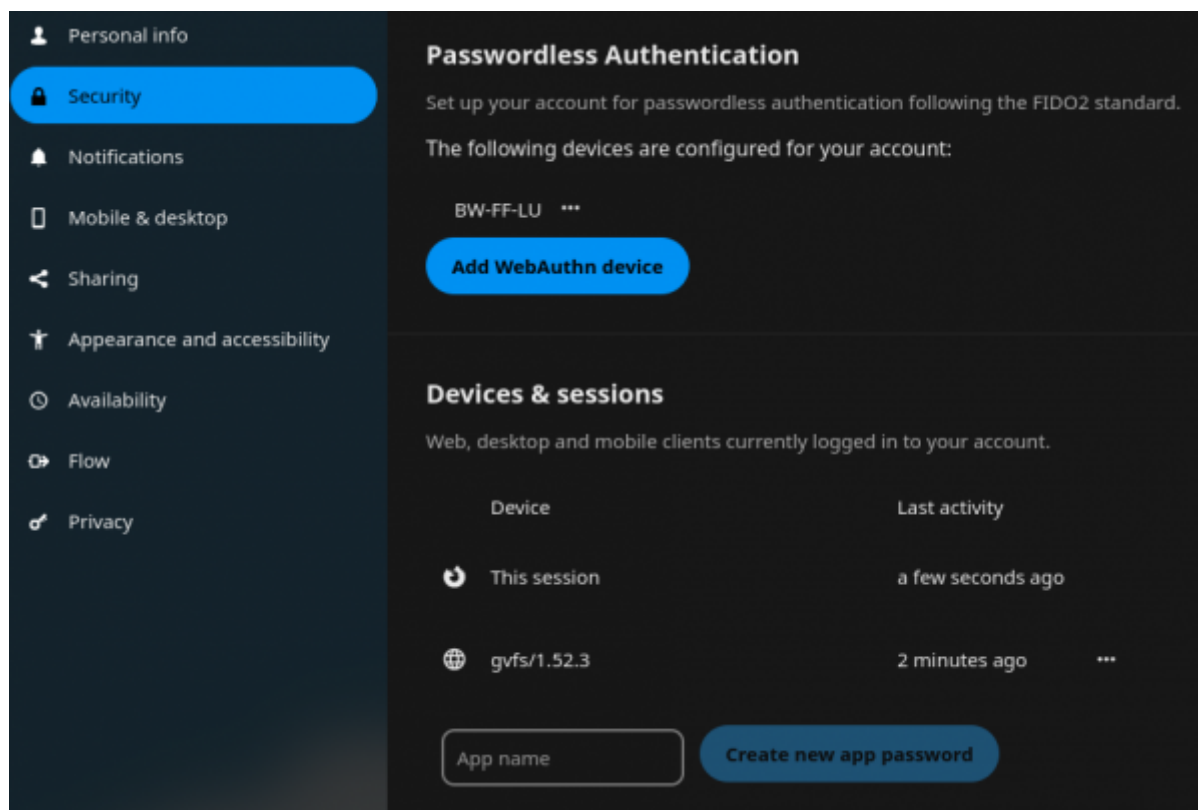 Personal info
Security
Notifications
Mobile & desktop
Sharing
Appearance and accessibility
Availability
Flow
Privacy
Passwordless Authentication
Set up your account for passwordless authentication following the FIDO2 standard.
The following devices are configured for your account:
BW-FF-LU ···
Add WebAuthn device
Devices & sessions
Web, desktop and mobile clients currently logged in to your account.
Device Last activity
This session a few seconds ago
gvfs/1.52.3 2 minutes ago ···
App name Create new app password